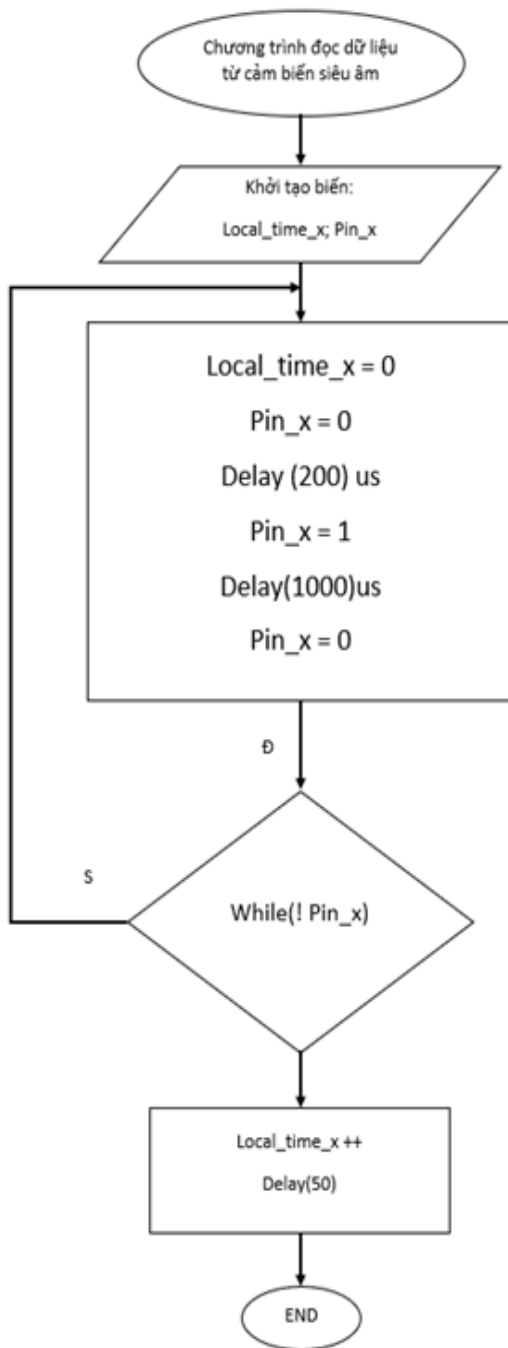 Chương trình đọc dữ liệu
từ cảm biến siêu âm
Khởi tạo biến:
Local_time_x; Pin_x
Local_time_x = 0
Pin_x = 0
Delay (200) us
Pin_x = 1
Delay(1000)us
Pin_x = 0
Đ
S
While(! Pin_x)
Local_time_x ++
Delay(50)
END